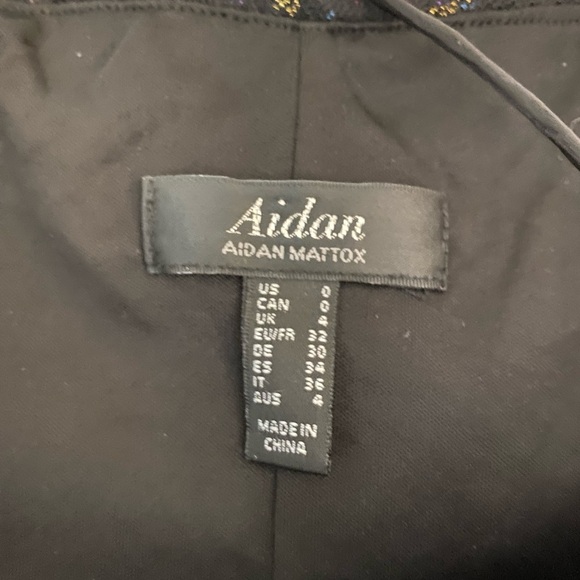 Aidan
AIDAN MATTOX
US 0
CAN 0
UK 4
EU/FR 32
DE 30
ES 34
IT 36
AUS 4
MADE IN
CHINA